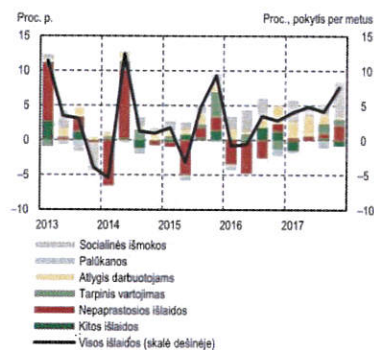 Proc. p. Proc., pokytis per metus
15 15
10 10
5 5
0 0
−5 −5
−10 −10
2013 2014 2015 2016 2017
Socialinės išmokos
Palūkanos
Atlygis darbuotojams
Tarpinis vartojimas
Nepaprastosios išlaidos
Kitos išlaidos
Visos išlaidos (skalė dešinėje)